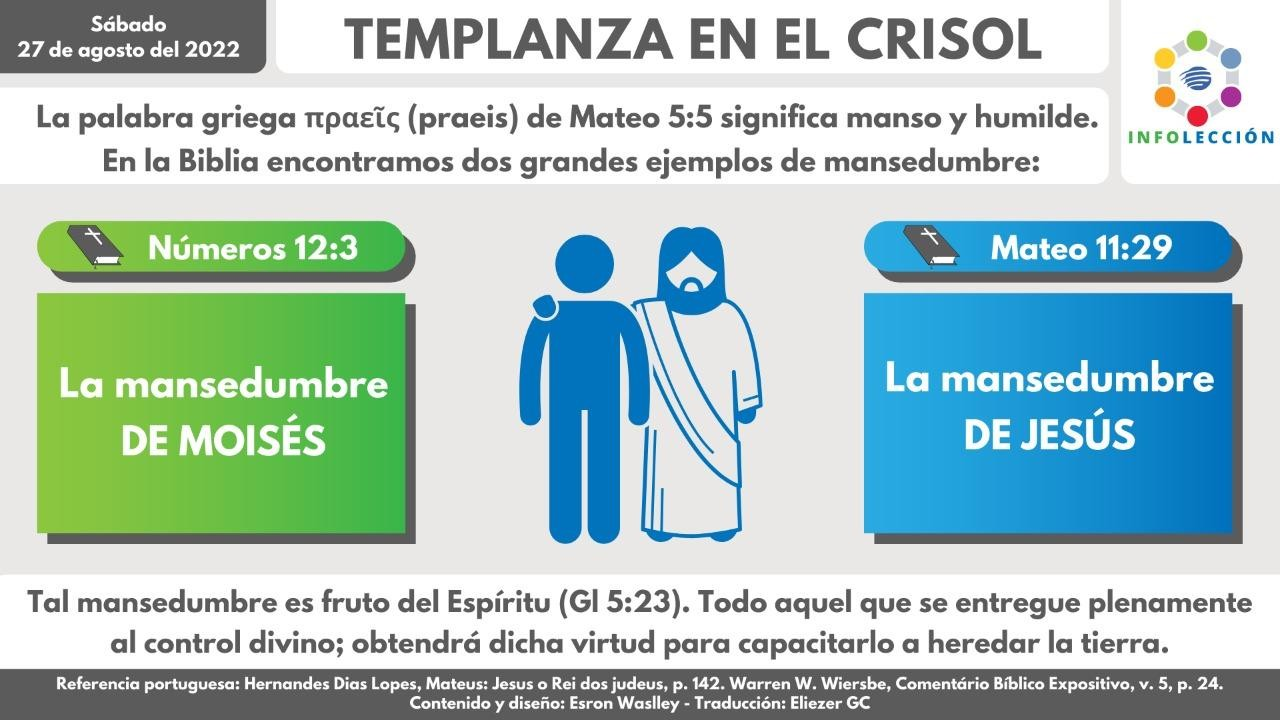 Sábado
27 de agosto del 2022
TEMPLANZA EN EL CRISOL
INFOLECCIÓN
La palabra griega πραεῖς (praeis) de Mateo 5:5 significa manso y humilde.
En la Biblia encontramos dos grandes ejemplos de mansedumbre:
Números 12:3
La mansedumbre
DE MOISÉS
Mateo 11:29
La mansedumbre
DE JESÚS
Tal mansedumbre es fruto del Espíritu (Gl 5:23). Todo aquel que se entregue plenamente
al control divino; obtendrá dicha virtud para capacitarlo a heredar la tierra.
Referencia portuguesa: Hernandes Dias Lopes, Mateus: Jesus o Rei dos judeus, p. 142. Warren W. Wiersbe, Comentário Bíblico Expositivo, v. 5, p. 24.
Contenido y diseño: Esron Waslley - Traducción: Eliezer GC